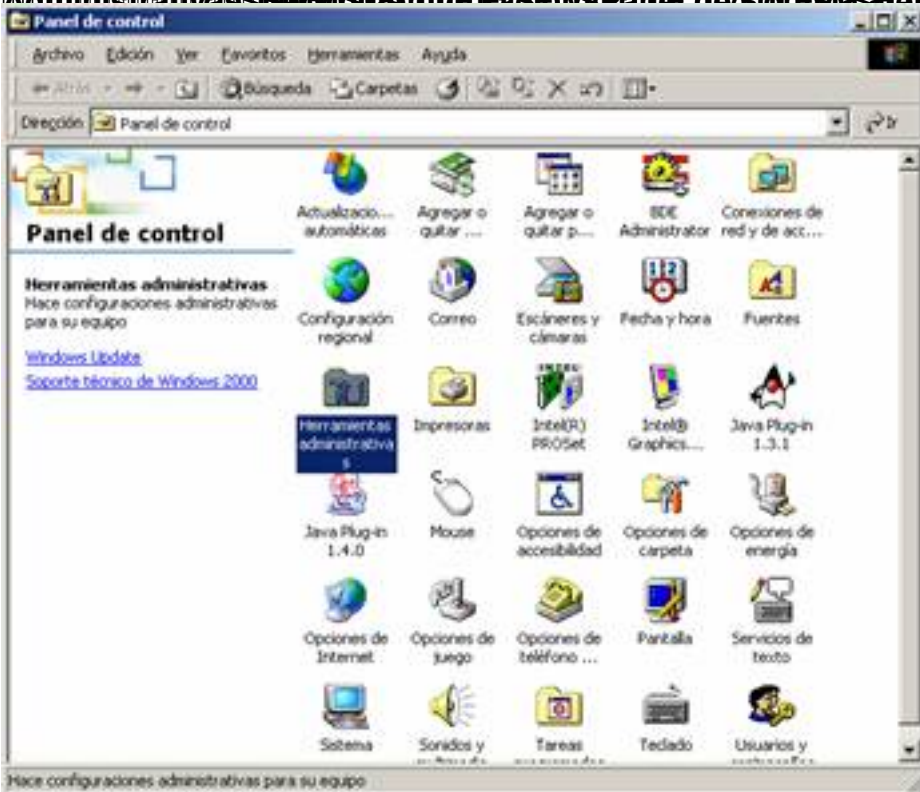 Panel de control
Archivo Edición Ver Favoritos Herramientas Ayuda
Atrás Búsqueda Carpetas
Dirección Panel de control Ir
Panel de control
Herramientas administrativas
Hace configuraciones administrativas
para su equipo
Windows Update
Soporte técnico de Windows 2000
Actualizacio...
automáticas
Agregar o
quitar ...
Agregar o
quitar p...
BDE
Administrator
Conexiones de
red y de acc...
Configuración
regional
Correo
Escáneres y
cámaras
Fecha y hora
Fuentes
Herramientas
administrativa
s
Impresoras
Intel(R)
PROSet
Intel®
Graphics...
Java Plug-in
1.3.1
Java Plug-in
1.4.0
Mouse
Opciones de
accesibilidad
Opciones de
carpeta
Opciones de
energía
Opciones de
Internet
Opciones de
juego
Opciones de
teléfono ...
Pantalla
Servicios de
texto
Sistema
Sonidos y
Tareas
Teclado
Usuarios y
Hace configuraciones administrativas para su equipo